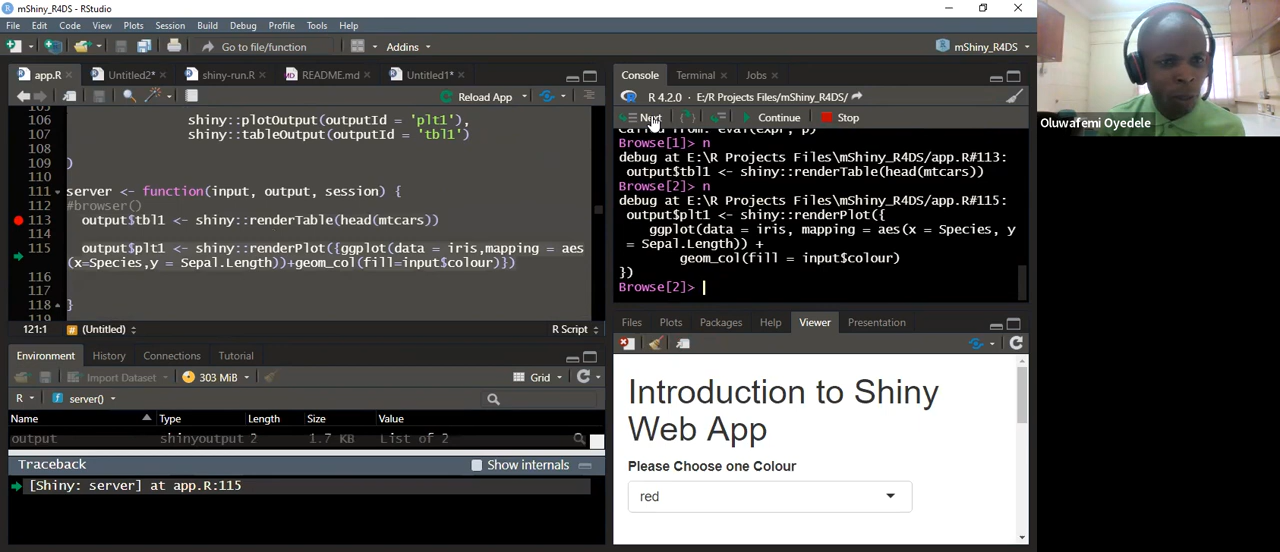 mShiny_R4DS - RStudio
File Edit Code View Plots Session Build Debug Profile Tools Help
Go to file/function Addins mShiny_R4DS
app.R Untitled2* shiny-run.R README.md Untitled1*
Reload App
106 shiny::plotOutput(outputId = 'plt1'),
107 shiny::tableOutput(outputId = 'tbl1')
108
109 )
110
111 server <- function(input, output, session) {
112 #browser()
113 output$tbl1 <- shiny::renderTable(head(mtcars))
114
115 output$plt1 <- shiny::renderPlot({ggplot(data = iris,mapping = aes
(x=Species,y = Sepal.Length))+geom_col(fill=input$colour)})
116
117
118 }
121:1 (Untitled) R Script
Environment History Connections Tutorial
Import Dataset 303 MiB Grid
R server()
Name Type Length Size Value
output shinyoutput 2 1.7 KB List of 2
Traceback Show internals
[Shiny: server] at app.R:115
Console Terminal Jobs
R 4.2.0 · E:/R Projects Files/mShiny_R4DS/
Next Continue Stop
Called from: eval(expr, p)
Browse[1]> n
debug at E:\R Projects Files\mShiny_R4DS/app.R#113:
output$tbl1 <- shiny::renderTable(head(mtcars))
Browse[2]> n
debug at E:\R Projects Files\mShiny_R4DS/app.R#115:
output$plt1 <- shiny::renderPlot({
ggplot(data = iris, mapping = aes(x = Species, y
= Sepal.Length)) +
geom_col(fill = input$colour)
})
Browse[2]>
Files Plots Packages Help Viewer Presentation
Introduction to Shiny
Web App
Please Choose one Colour
red
Oluwafemi Oyedele